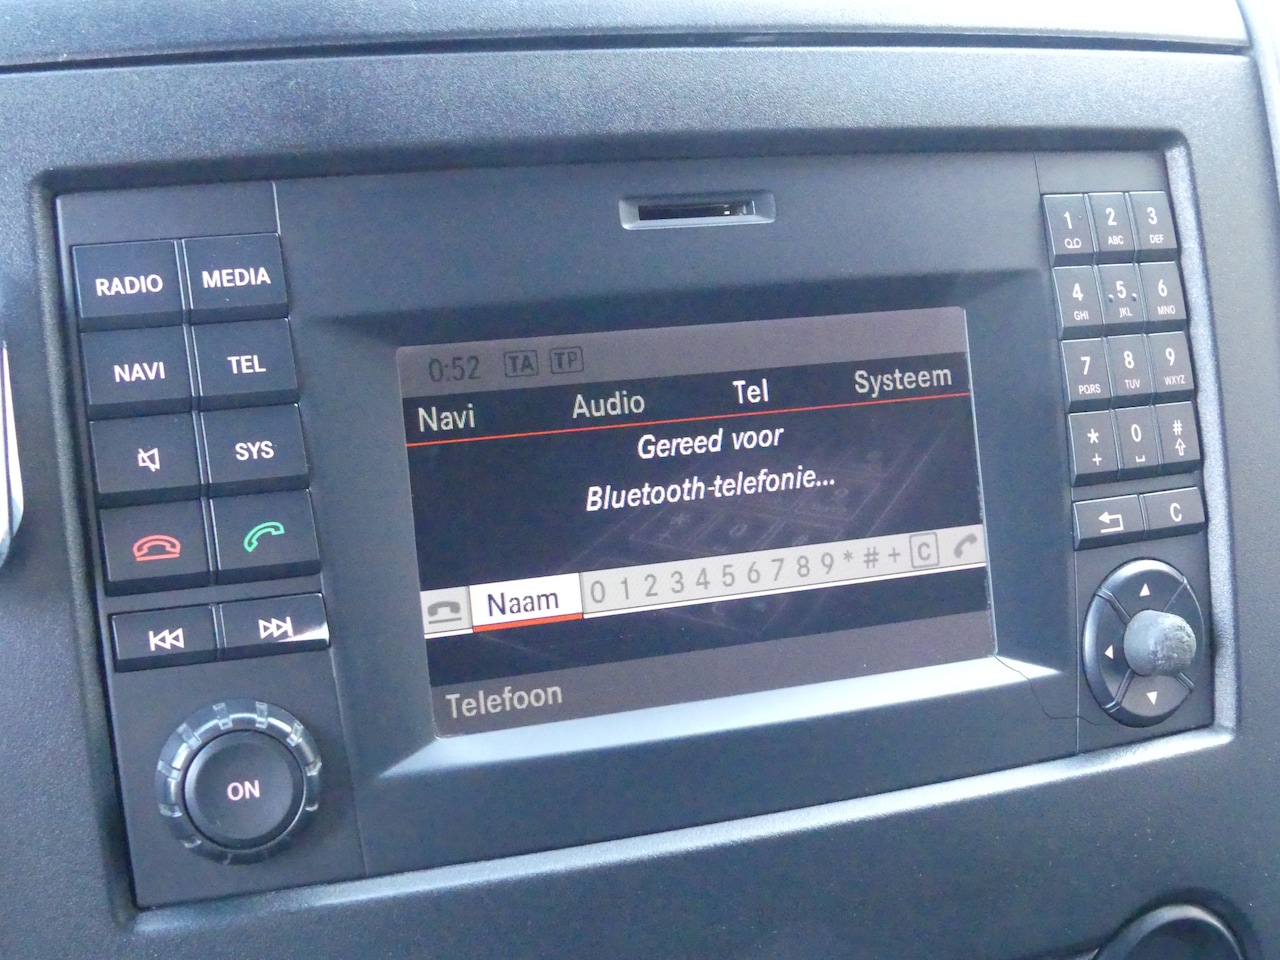 RADIO MEDIA
NAVI TEL
SYS
ON
0:52 TA TP
Navi Audio Tel Systeem
Gereed voor
Bluetooth-telefonie...
Naam 0 1 2 3 4 5 6 7 8 9 * # + C
Telefoon
1 2 3
ABC DEF
4 5 6
GHI JKL MNO
7 8 9
PQRS TUV WXYZ
* 0 #
+
C